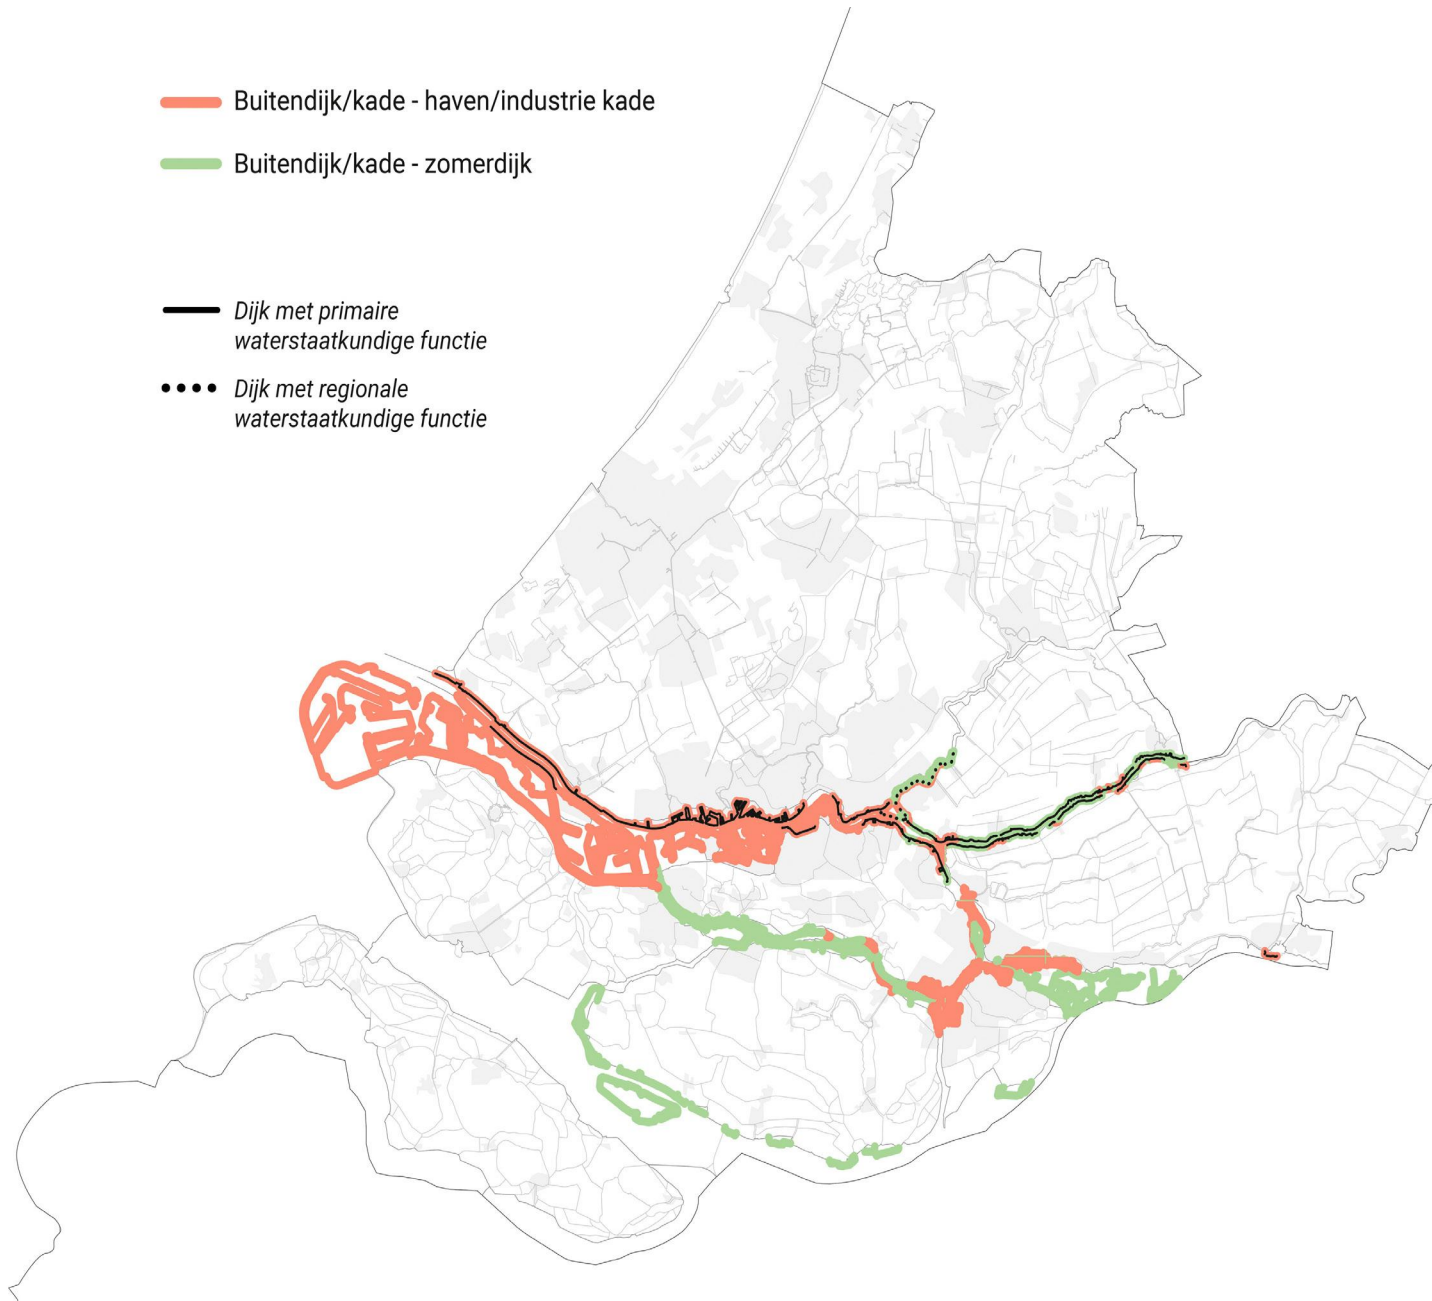 Buitendijk/kade - haven/industrie kade
Buitendijk/kade - zomerdijk
Dijk met primaire
waterstaatkundige functie
Dijk met regionale
waterstaatkundige functie